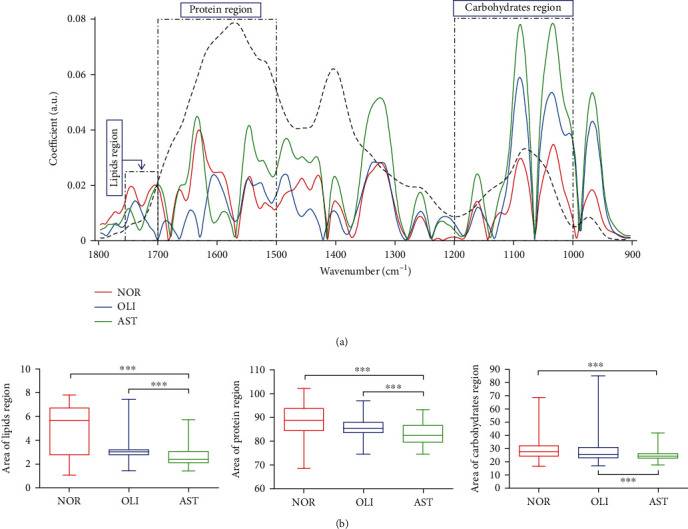 Protein region
Carbohydrates region
0.08
0.06
0.04
0.02
0
Coefficient (a.u.)
Lipids region
1800 1700 1600 1500 1400 1300 1200 1100 1000 900
Wavenumber (cm−1)
NOR
OLI
AST
(a)
Area of lipids region
10
8
6
4
2
0
***
***
NOR OLI AST
Area of protein region
110
100
90
80
70
60
***
***
NOR OLI AST
Area of carbohydrates region
90
80
70
60
50
40
30
20
10
0
***
***
NOR OLI AST
(b)